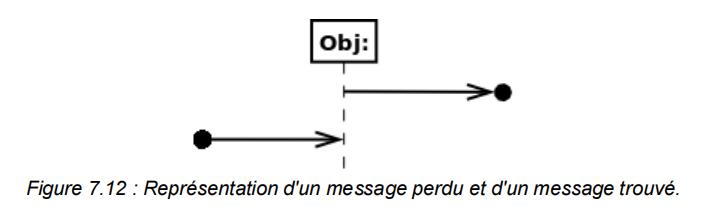 Obj:
Figure 7.12 : Représentation d'un message perdu et d'un message trouvé.